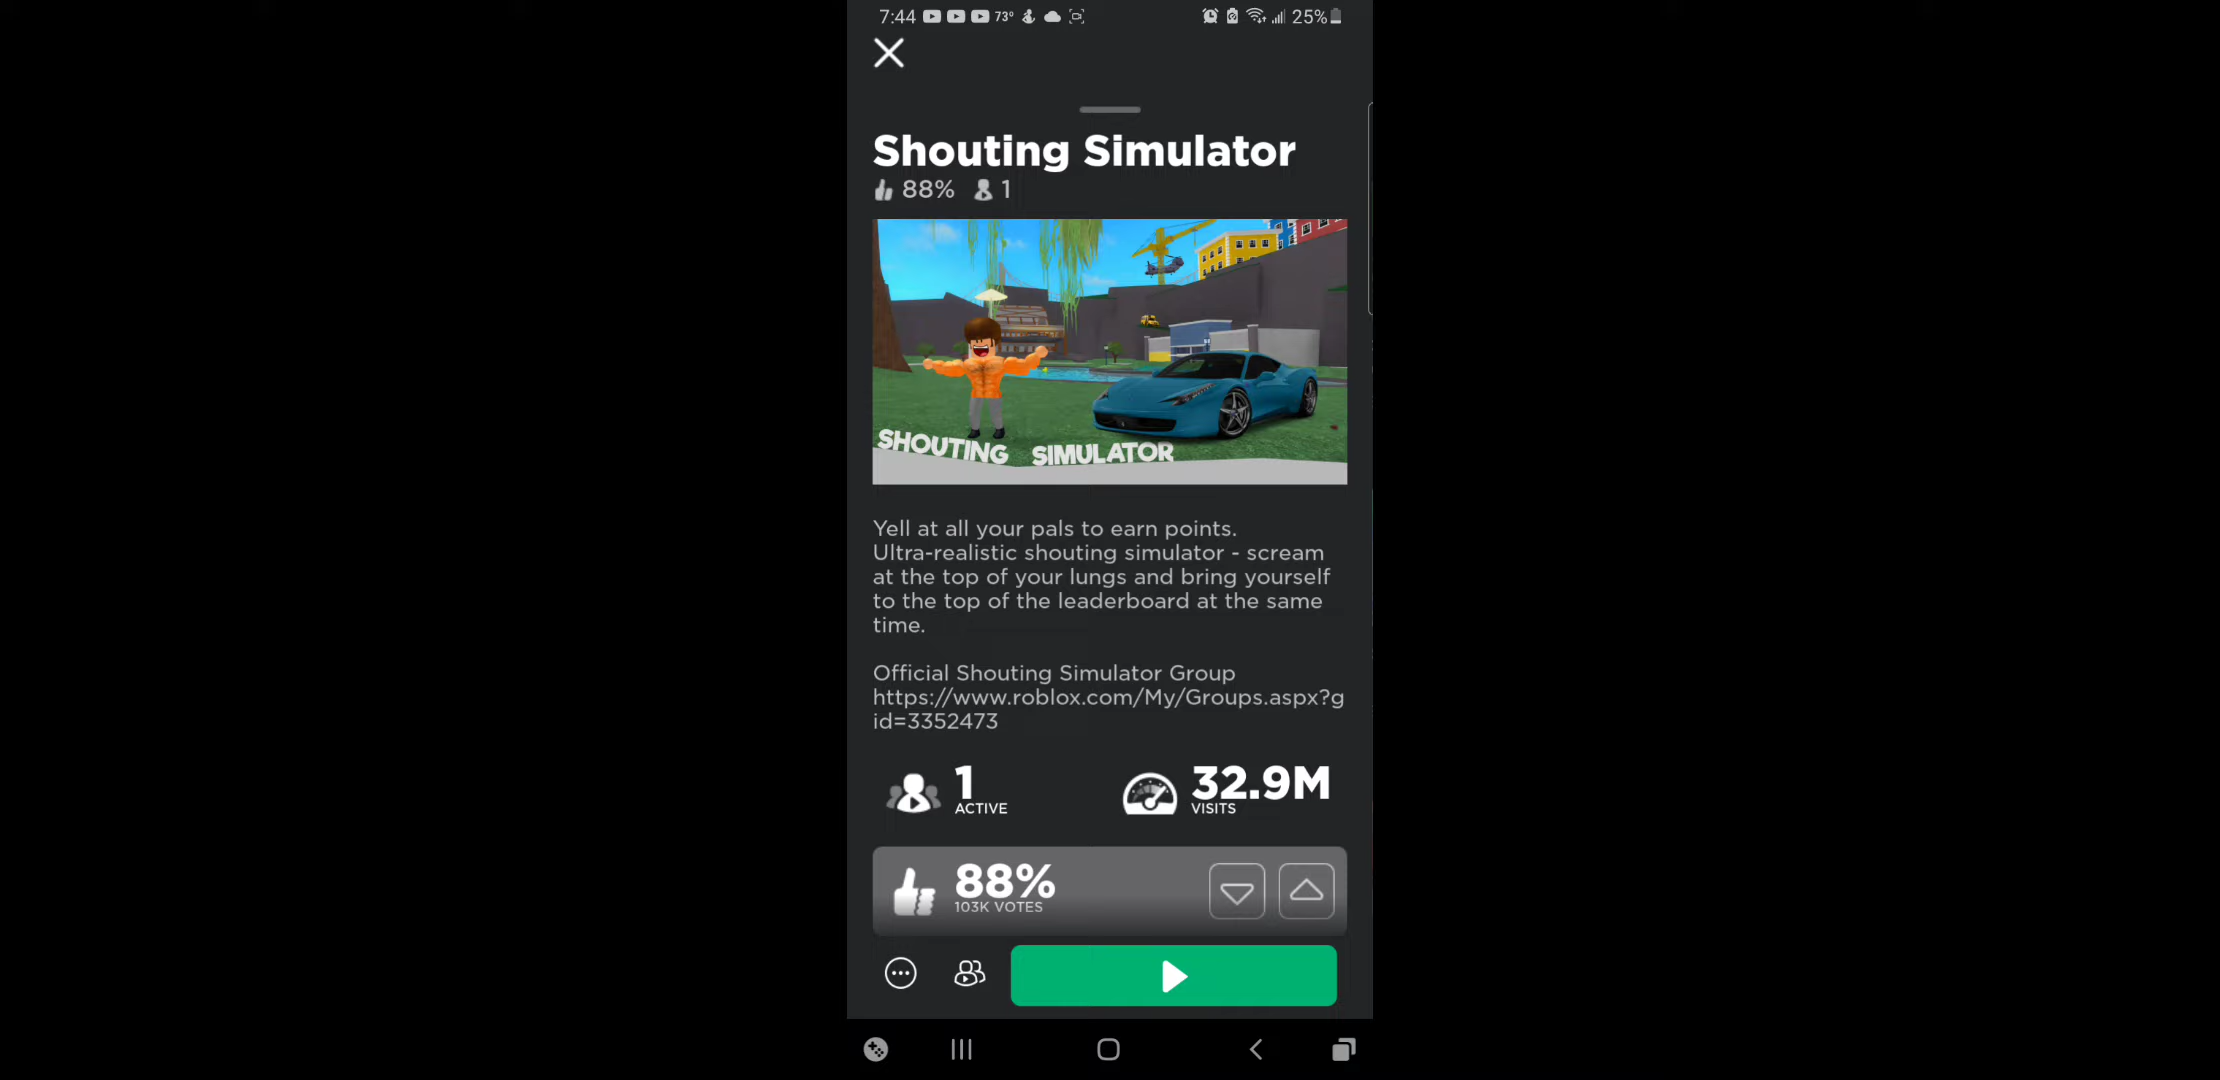 7:44 73° 25%
Shouting Simulator
88% 1
SHOUTING SIMULATOR
Yell at all your pals to earn points.
Ultra-realistic shouting simulator - scream
at the top of your lungs and bring yourself
to the top of the leaderboard at the same
time.
Official Shouting Simulator Group
https://www.roblox.com/My/Groups.aspx?g
id=3352473
1
ACTIVE
32.9M
VISITS
88%
103K VOTES